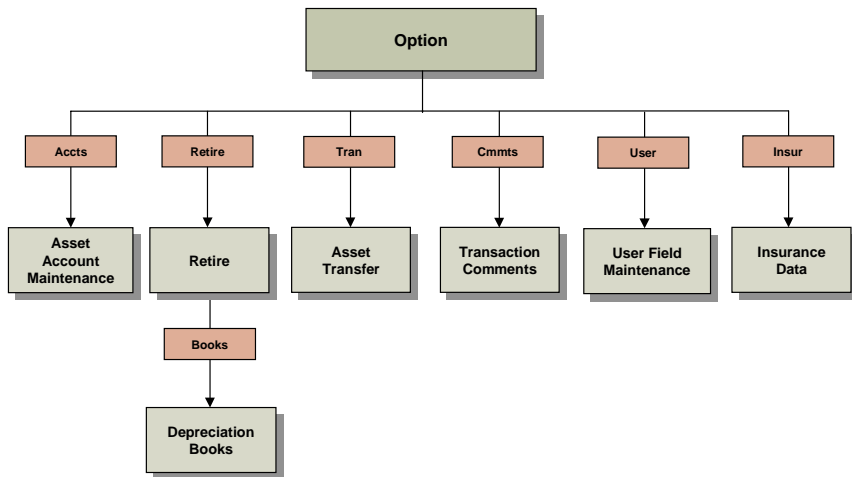 Option
Accts
Retire
Tran
Cmmts
User
Insur
Asset
Account
Maintenance
Retire
Asset
Transfer
Transaction
Comments
User Field
Maintenance
Insurance
Data
Books
Depreciation
Books